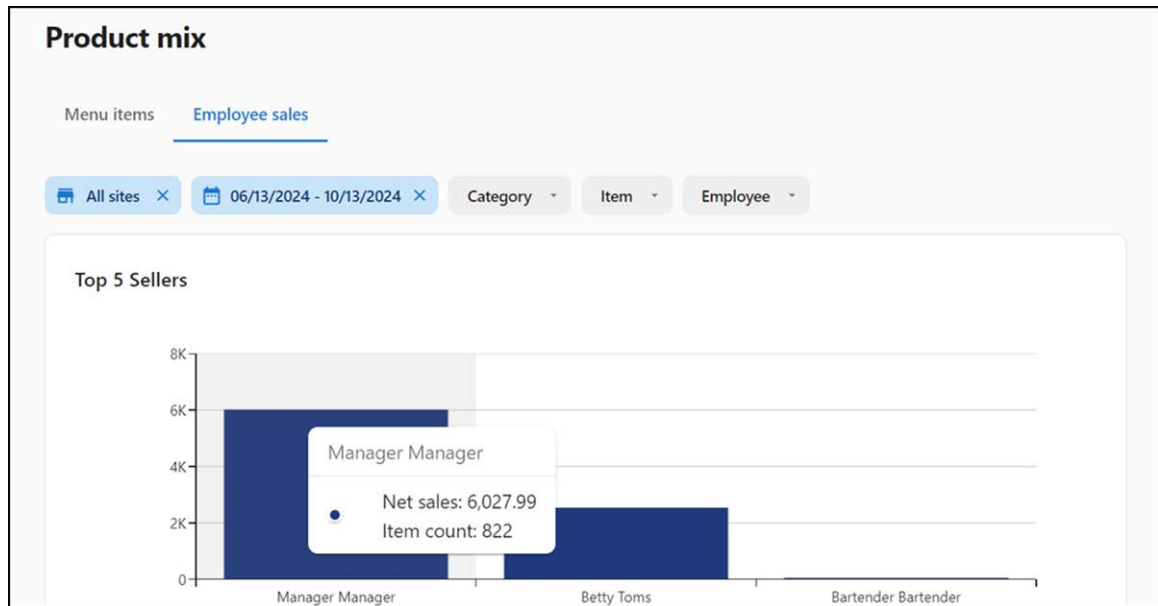 Product mix
Menu items Employee sales
All sites 06/13/2024 - 10/13/2024 Category Item Employee
Top 5 Sellers
8K
6K
Manager Manager
4K
Net sales: 6,027.99
2K
Item count: 822
0
Manager Manager Betty Toms Bartender Bartender